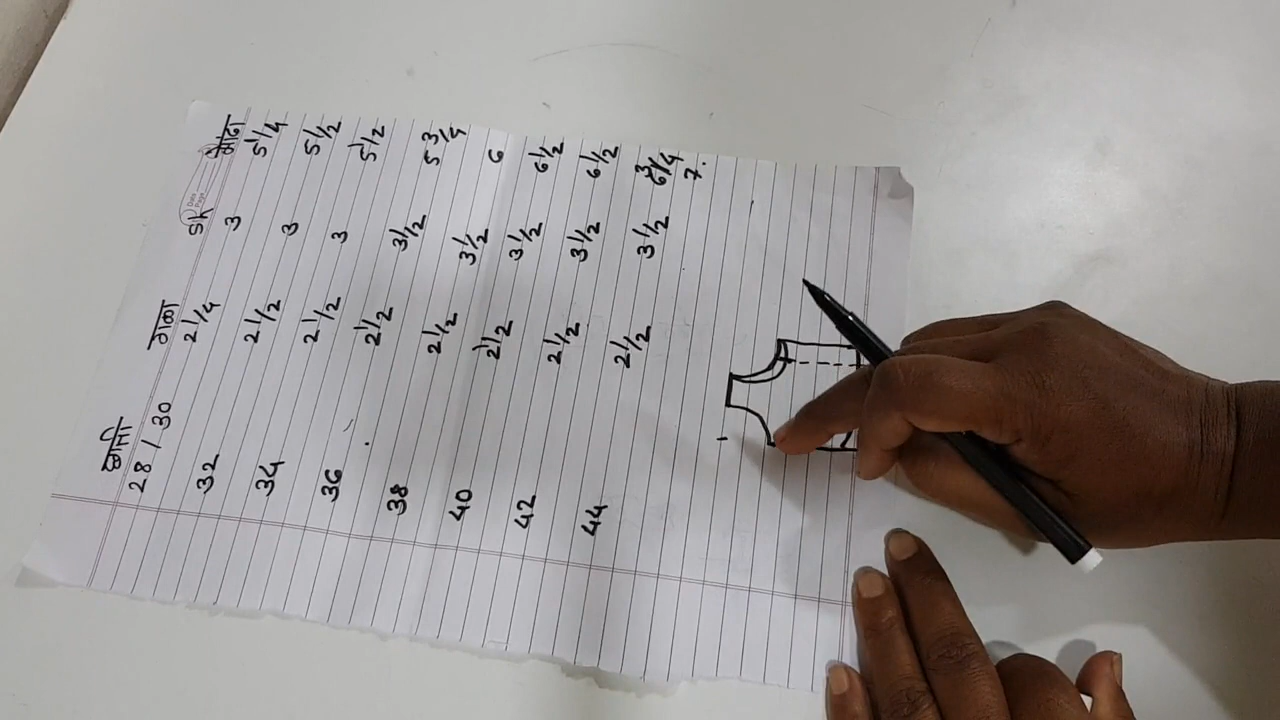 छाती गळा Sh मोंढा
28 / 30 2 1/4 3 5 1/4
32 2 1/2 3 5 1/2
34 2 1/2 3 5 1/2
36 2 1/2 3 1/2 5 3/4
38 2 1/2 3 1/2 6
40 2 1/2 3 1/2 6 1/2
42 2 1/2 3 1/2 6 1/2
44 2 1/2 3 1/2 6 3/4
7.